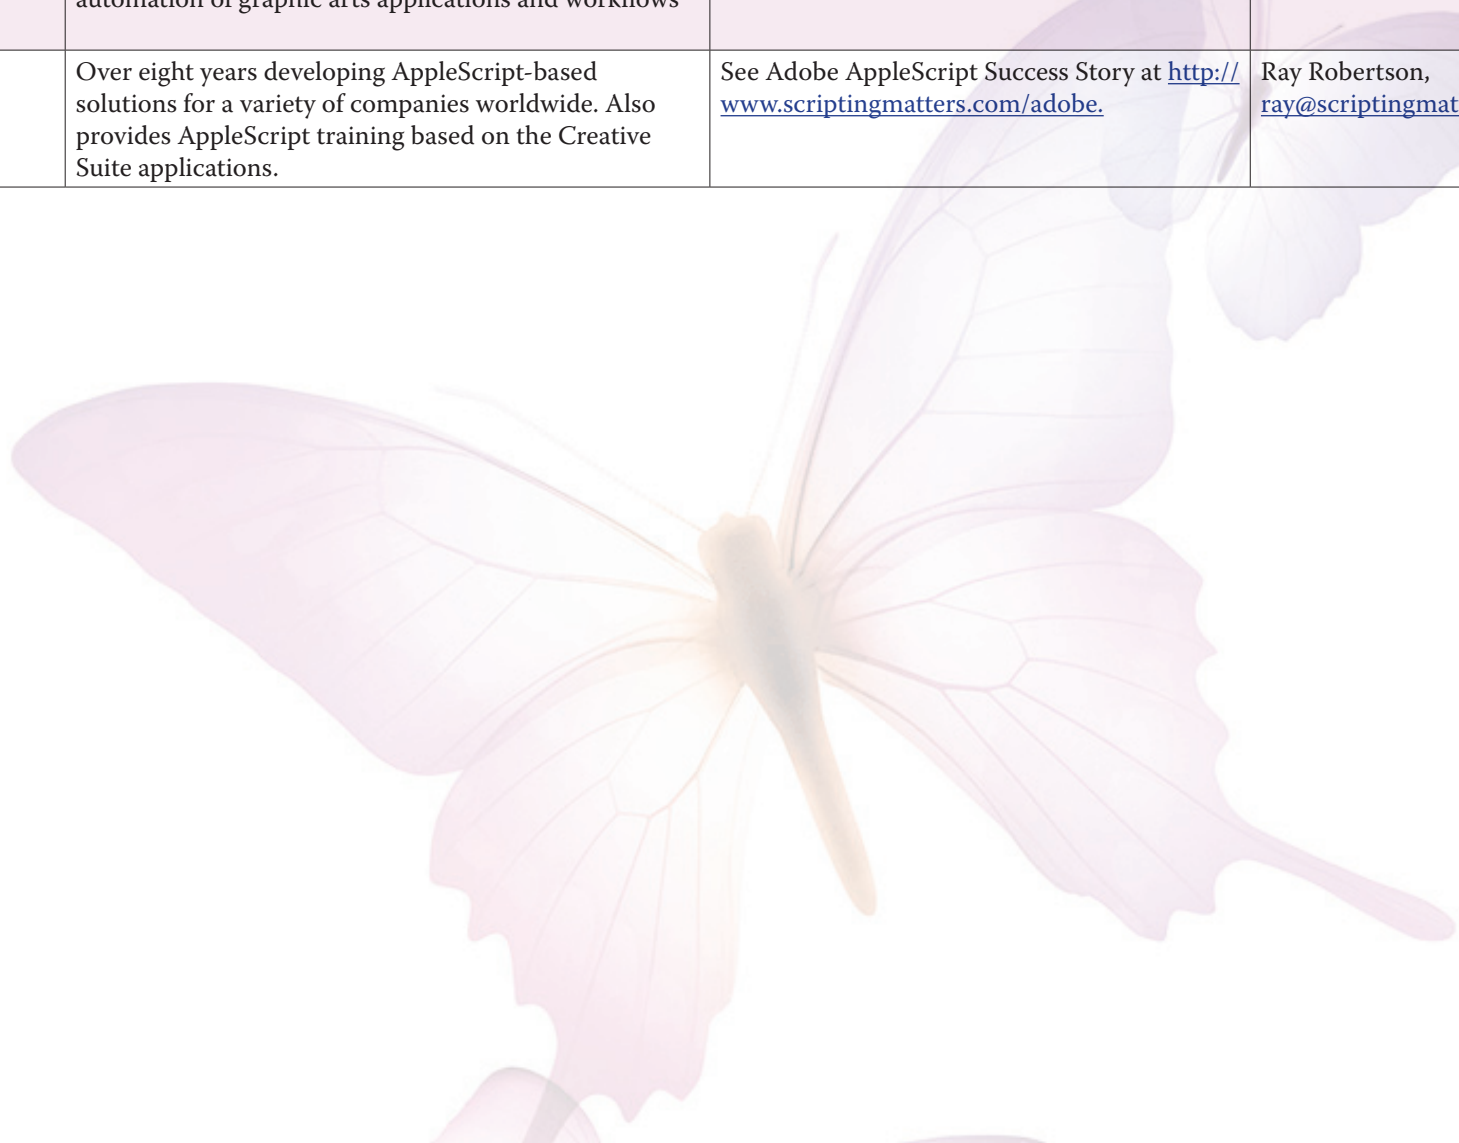 automation of graphic arts applications and workflows
Over eight years developing AppleScript-based
solutions for a variety of companies worldwide. Also
provides AppleScript training based on the Creative
Suite applications.
See Adobe AppleScript Success Story at http://
www.scriptingmatters.com/adobe.
Ray Robertson,
ray@scriptingmat